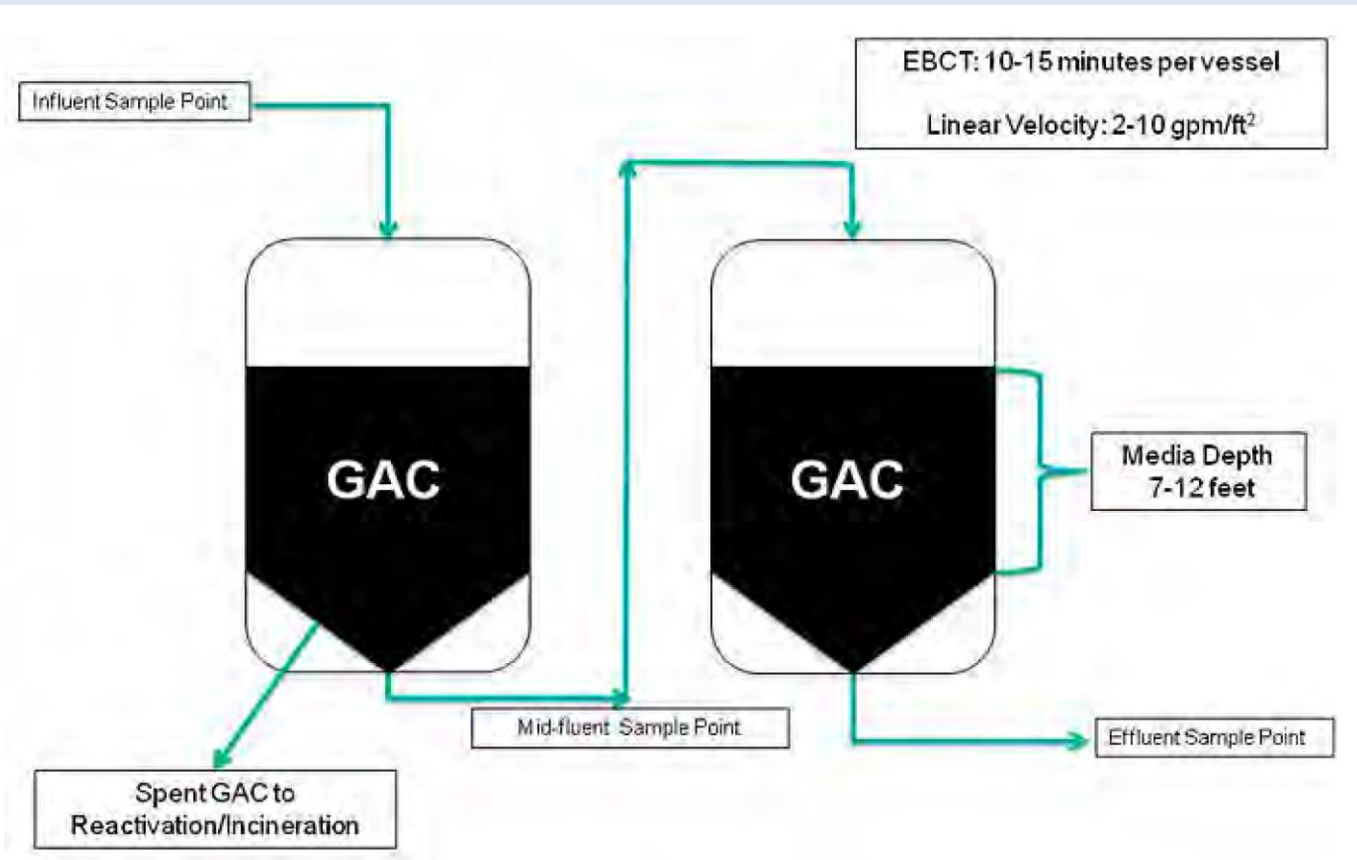 Influent Sample Point
EBCT: 10-15 minutes per vessel
Linear Velocity: 2-10 gpm/ft²
GAC
GAC
Media Depth
7-12 feet
Mid-fluent Sample Point
Effluent Sample Point
Spent GAC to
Reactivation/Incineration